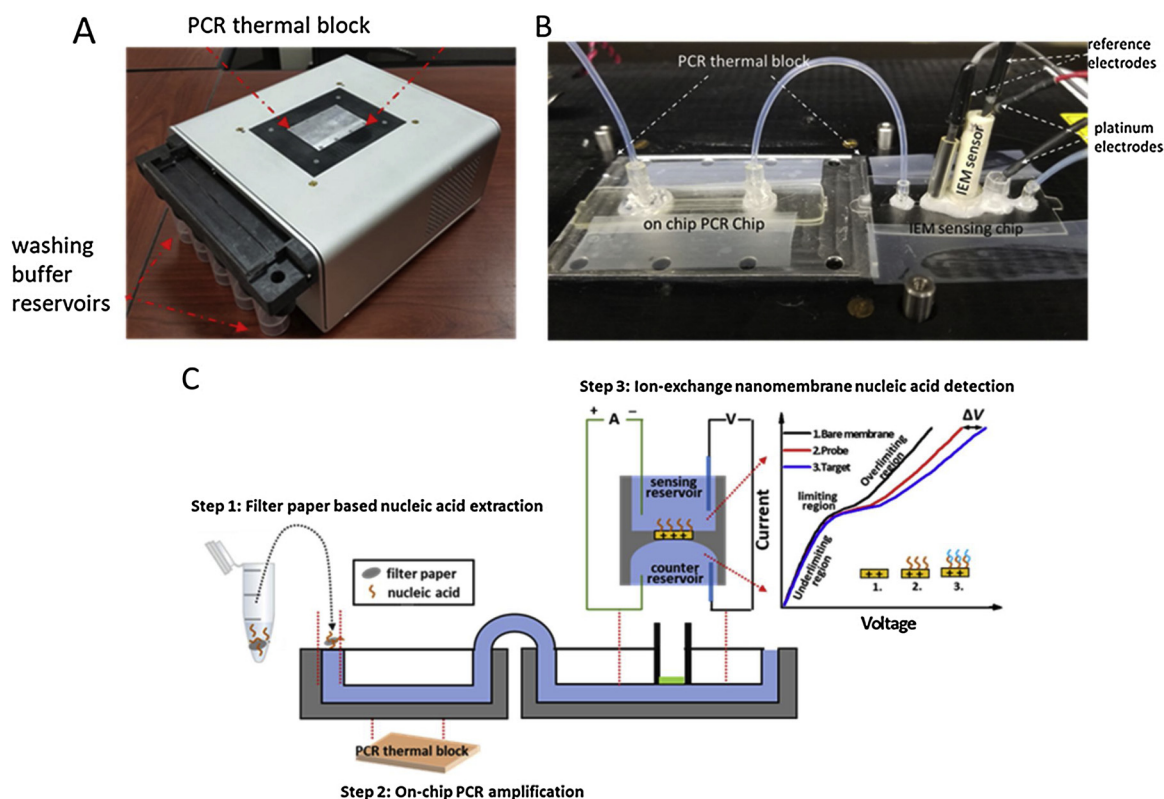 A
PCR thermal block
washing
buffer
reservoirs
B
PCR thermal block
reference
electrodes
platinum
electrodes
IEM sensor
on chip PCR Chip
IEM sensing chip
C
Step 1: Filter paper based nucleic acid extraction
filter paper
nucleic acid
PCR thermal block
Step 2: On-chip PCR amplification
Step 3: Ion-exchange nanomembrane nucleic acid detection
+ A −
V
sensing
reservoir
++++
counter
reservoir
Current
1.Bare membrane
2.Probe
3.Target
ΔV
Overlimiting
region
limiting
region
Underlimiting
region
++ ++ ++
1. 2. 3.
Voltage